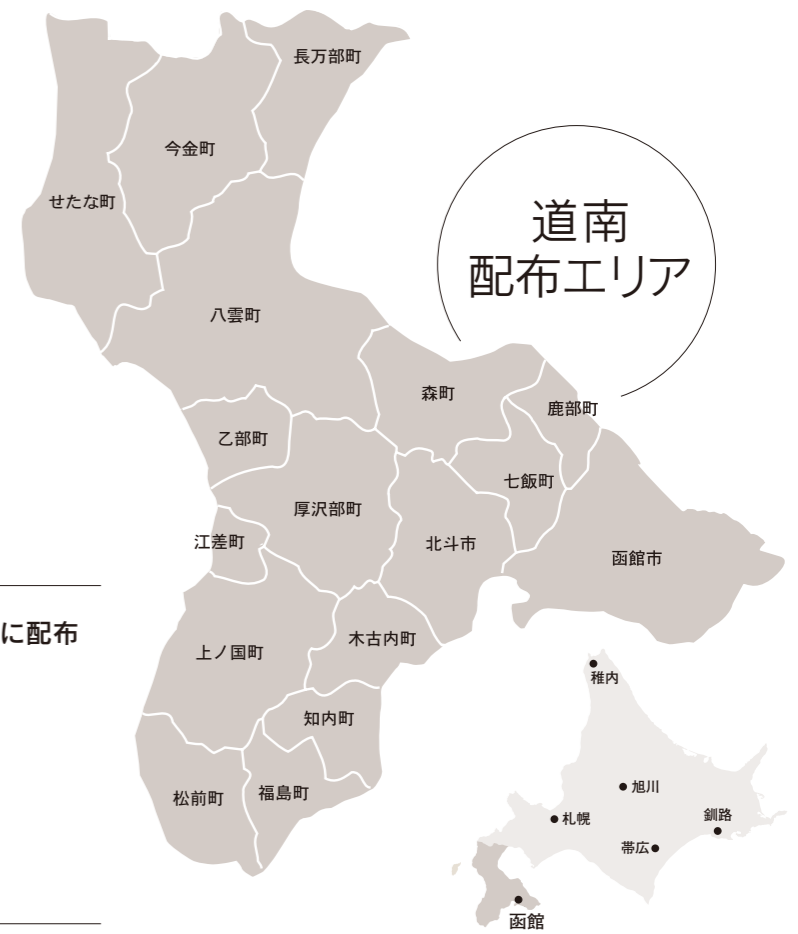 長万部町
今金町
せたな町
道南
配布エリア
八雲町
森町
鹿部町
乙部町
七飯町
厚沢部町
江差町
北斗市
函館市
に配布
木古内町
上ノ国町
知内町
松前町
福島町
稚内
旭川
札幌
釧路
帯広
函館